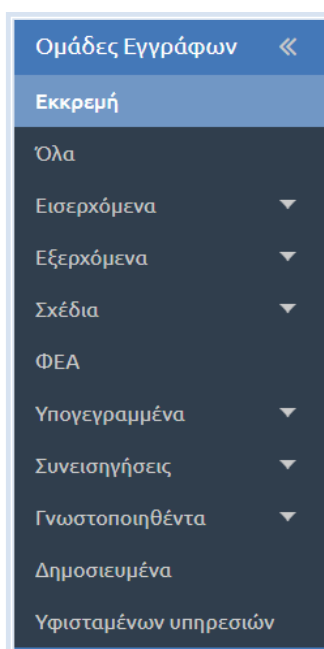 Ομάδες Εγγράφων
Εκκρεμή
Όλα
Εισερχόμενα
Εξερχόμενα
Σχέδια
ΦΕΑ
Υπογεγραμμένα
Συνεισηγήσεις
Γνωστοποιηθέντα
Δημοσιευμένα
Υφισταμένων υπηρεσιών